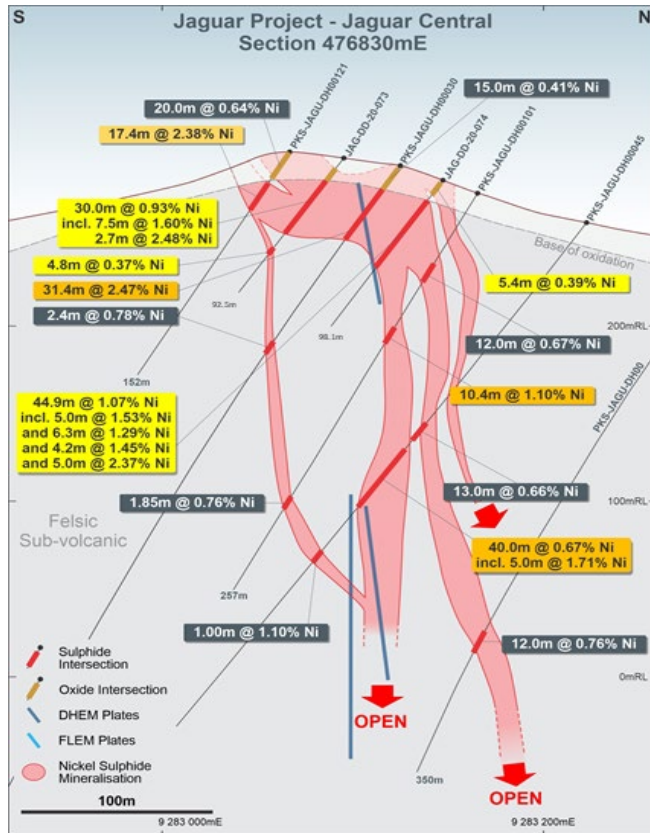 S
Jaguar Project - Jaguar Central
Section 476830mE
N
PKS-JAGU-DH00121
JAG-DD-20-073
PKS-JAGU-DH00030
JAG-DD-20-074
PKS-JAGU-DH00101
PKS-JAGU-DH00045
20.0m @ 0.64% Ni
15.0m @ 0.41% Ni
17.4m @ 2.38% Ni
30.0m @ 0.93% Ni
incl. 7.5m @ 1.60% Ni
2.7m @ 2.48% Ni
Base of oxidation
4.8m @ 0.37% Ni
5.4m @ 0.39% Ni
31.4m @ 2.47% Ni
92.3m
2.4m @ 0.78% Ni
98.1m
200mRL
12.0m @ 0.67% Ni
152m
PKS-JAGU-DH00
10.4m @ 1.10% Ni
44.9m @ 1.07% Ni
incl. 5.0m @ 1.53% Ni
and 6.3m @ 1.29% Ni
and 4.2m @ 1.45% Ni
and 5.0m @ 2.37% Ni
13.0m @ 0.66% Ni
1.85m @ 0.76% Ni
100mRL
Felsic
Sub-volcanic
40.0m @ 0.67% Ni
incl. 5.0m @ 1.71% Ni
257m
1.00m @ 1.10% Ni
12.0m @ 0.76% Ni
Sulphide
Intersection
Oxide Intersection
0mRL
DHEM Plates
OPEN
FLEM Plates
Nickel Sulphide
Mineralisation
350m
OPEN
100m
9 283 000mE
9 283 200mE